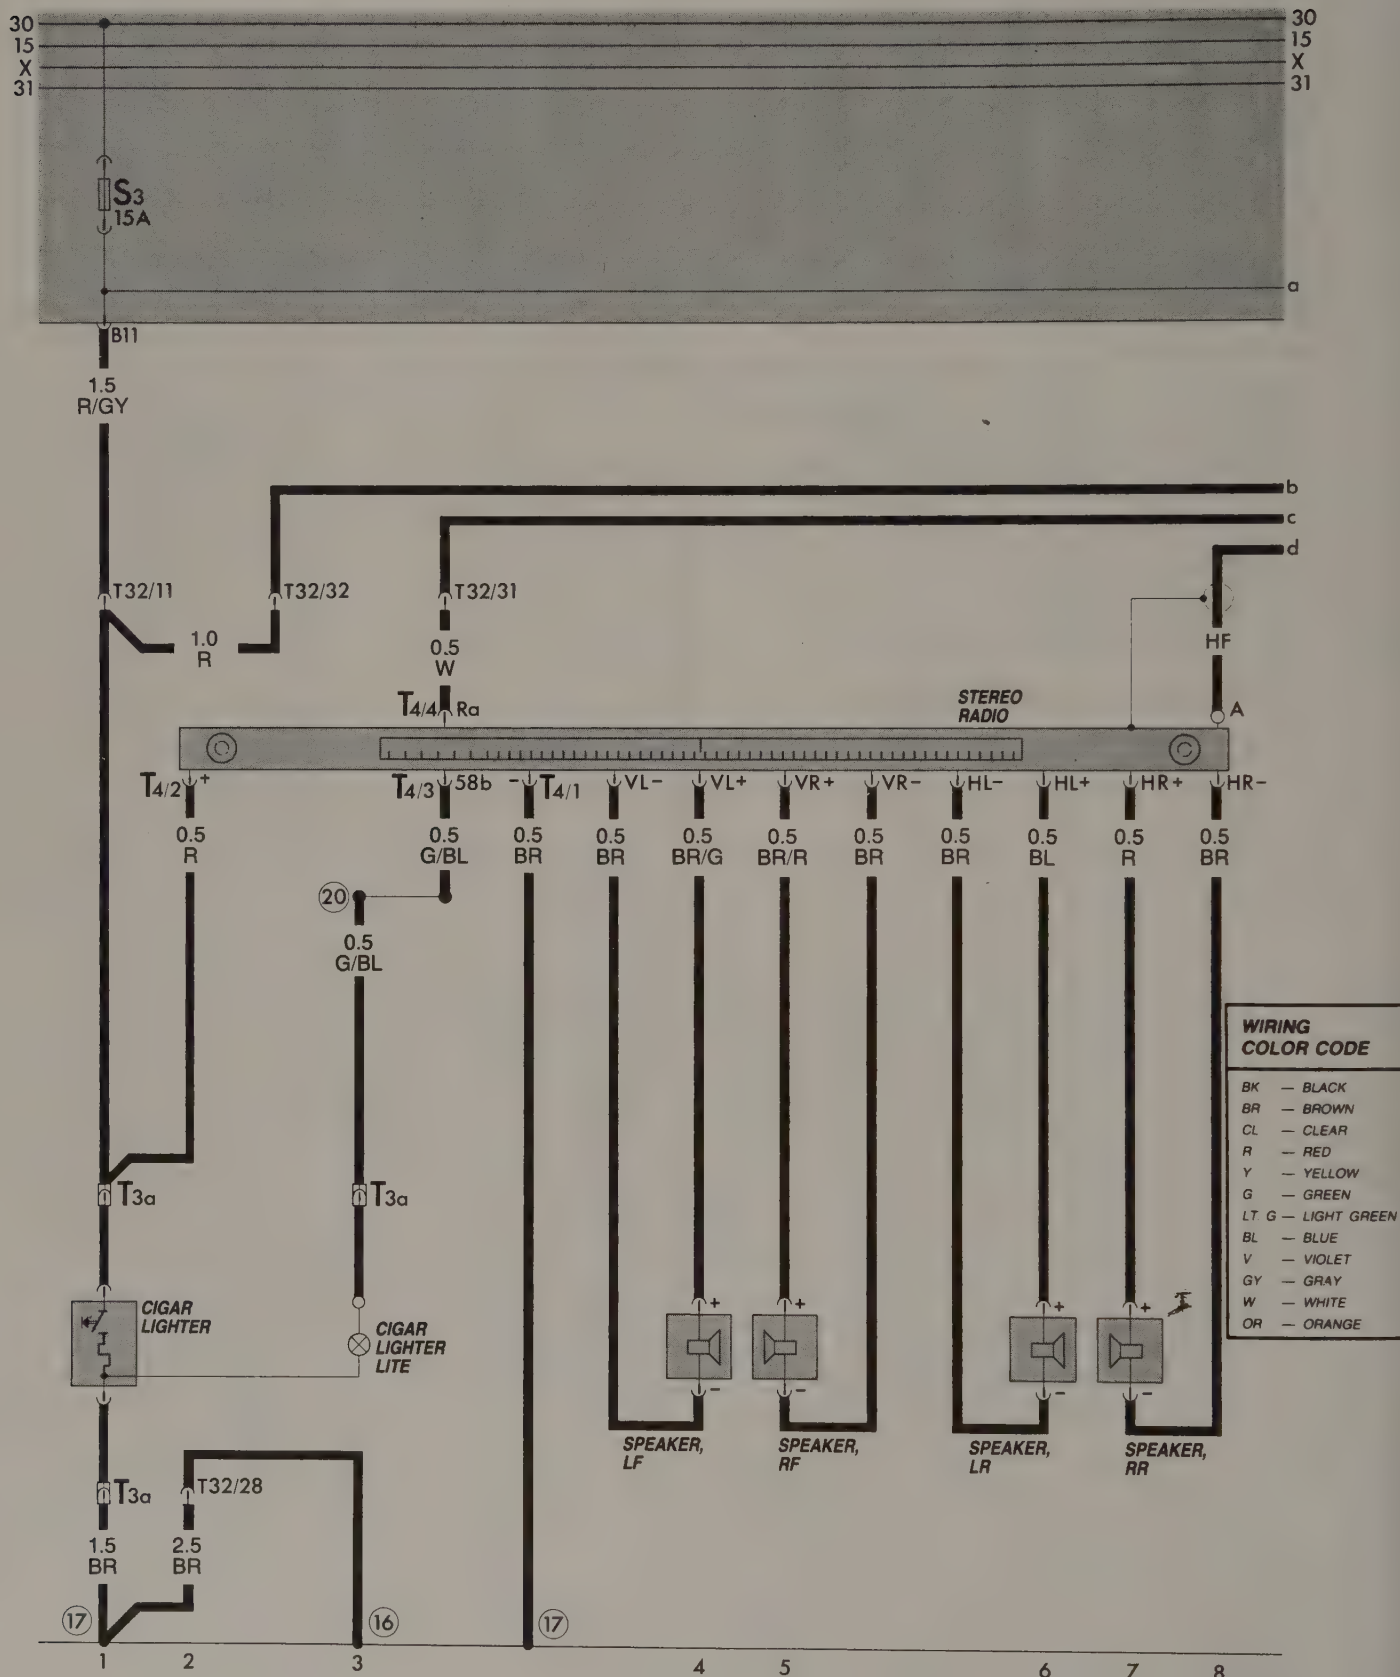 30 30
15 15
X X
31 31
S3
15A
a
B11
1.5
R/GY
b
c
d
T32/11 T32/32 T32/31
1.0
R
0.5
W
HF
T4/4 Ra
STEREO
RADIO
A
T4/2 + T4/3 58b - T4/1 VL- VL+ VR+ VR- HL- HL+ HR+ HR-
0.5 0.5 0.5 0.5 0.5 0.5 0.5 0.5 0.5 0.5 0.5
R G/BL BR BR BR/G BR/R BR BR BL R BR
20
0.5
G/BL
WIRING
COLOR CODE
BK — BLACK
BR — BROWN
CL — CLEAR
R — RED
Y — YELLOW
G — GREEN
LT G — LIGHT GREEN
BL — BLUE
V — VIOLET
GY — GRAY
W — WHITE
OR — ORANGE
T3a T3a
CIGAR
LIGHTER
CIGAR
LIGHTER
LITE
+ + + +
- - - -
SPEAKER,
LF
SPEAKER,
RF
SPEAKER,
LR
SPEAKER,
RR
T3a T32/28
1.5 2.5
BR BR
17 16 17
1 2 3 4 5 6 7 8